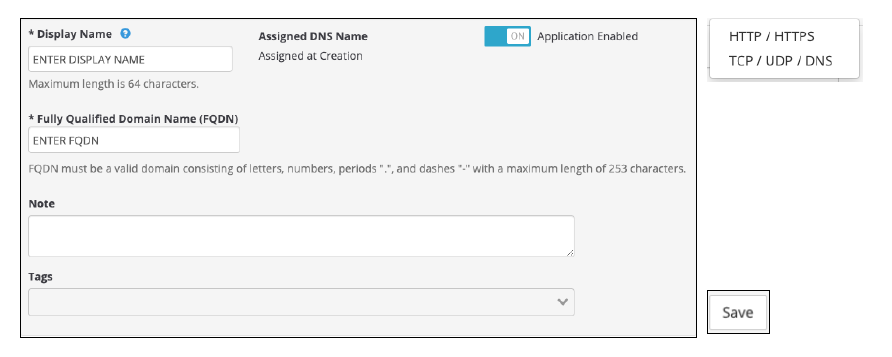 * Display Name ?
Assigned DNS Name
ON Application Enabled
ENTER DISPLAY NAME
Assigned at Creation
Maximum length is 64 characters.
* Fully Qualified Domain Name (FQDN)
ENTER FQDN
FQDN must be a valid domain consisting of letters, numbers, periods ".", and dashes "-" with a maximum length of 253 characters.
Note
Tags
HTTP / HTTPS
TCP / UDP / DNS
Save